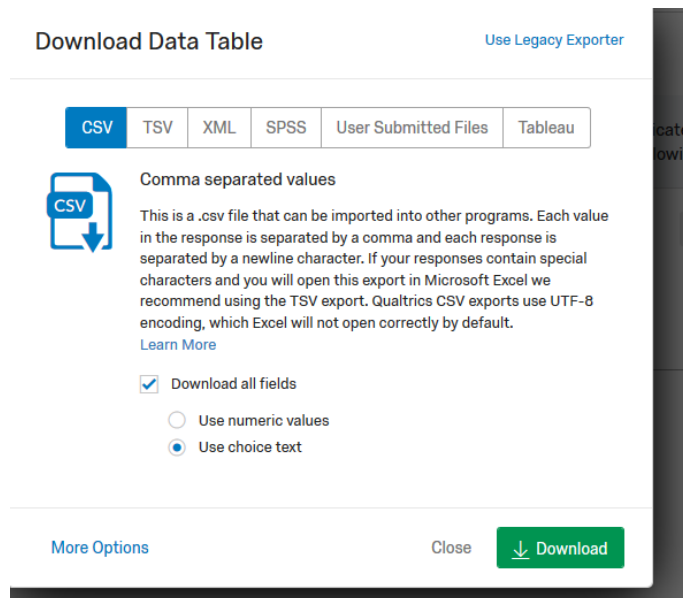 Download Data Table
Use Legacy Exporter
CSV
TSV
XML
SPSS
User Submitted Files
Tableau
CSV
Comma separated values
This is a .csv file that can be imported into other programs. Each value
in the response is separated by a comma and each response is
separated by a newline character. If your responses contain special
characters and you will open this export in Microsoft Excel we
recommend using the TSV export. Qualtrics CSV exports use UTF-8
encoding, which Excel will not open correctly by default.
Learn More
Download all fields
Use numeric values
Use choice text
More Options
Close
Download